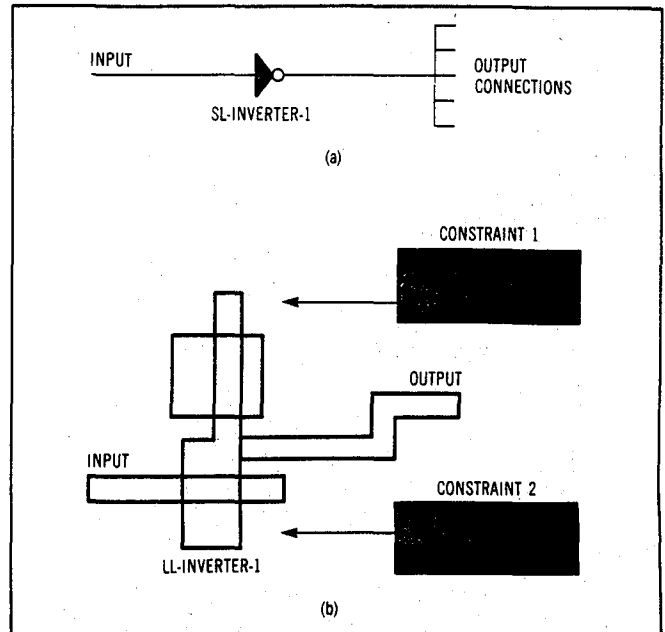 INPUT
OUTPUT
CONNECTIONS
SL-INVERTER-1
(a)
CONSTRAINT 1
OUTPUT
INPUT
CONSTRAINT 2
LL-INVERTER-1
(b)